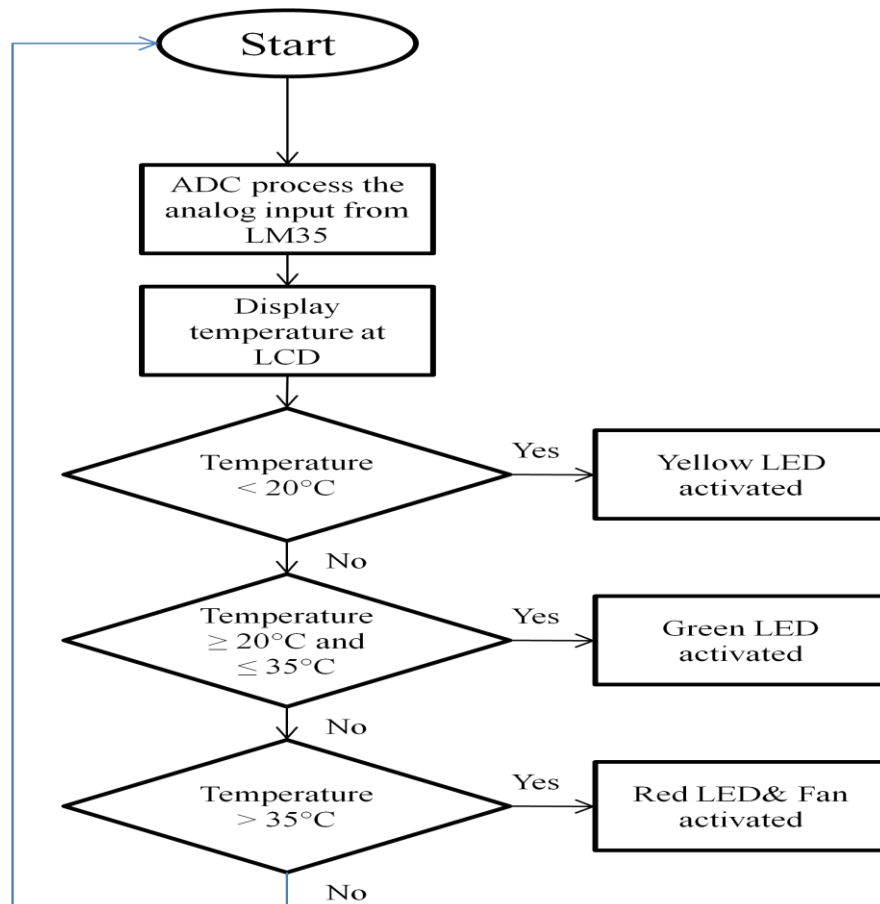 Start
ADC process the
analog input from
LM35
Display
temperature at
LCD
Temperature
< 20°C
Yes
Yellow LED
activated
No
Temperature
≥ 20°C and
≤ 35°C
Yes
Green LED
activated
No
Temperature
> 35°C
Yes
Red LED& Fan
activated
No